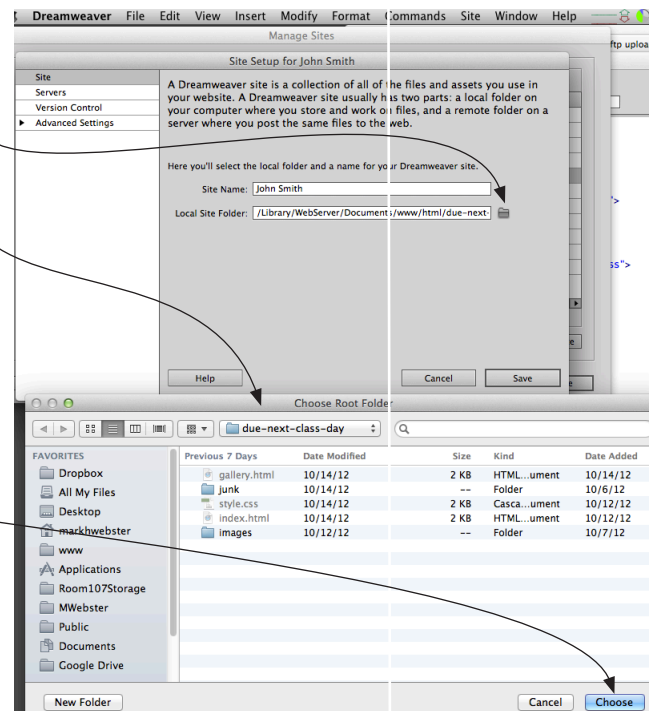 Dreamweaver File Edit View Insert Modify Format Commands Site Window Help
Manage Sites
ftp uploa
Site Setup for John Smith
Site
Servers
Version Control
Advanced Settings
A Dreamweaver site is a collection of all of the files and assets you use in
your website. A Dreamweaver site usually has two parts: a local folder on
your computer where you store and work on files, and a remote folder on a
server where you post the same files to the web.
Here you'll select the local folder and a name for your Dreamweaver site.
Site Name: John Smith
">
Local Site Folder: /Library/WebServer/Documents/www/html/due-next-
ss">
e
Help Cancel Save
Choose Root Folder
due-next-class-day
FAVORITES
Dropbox
All My Files
Desktop
markhwebster
www
Applications
Room107Storage
MWebster
Public
Documents
Google Drive
Previous 7 Days Date Modified Size Kind Date Added
gallery.html 10/14/12 2 KB HTML...ument 10/14/12
junk 10/14/12 -- Folder 10/6/12
style.css 10/14/12 2 KB Casca...ument 10/12/12
index.html 10/14/12 2 KB HTML...ument 10/12/12
images 10/12/12 -- Folder 10/7/12
New Folder Cancel Choose